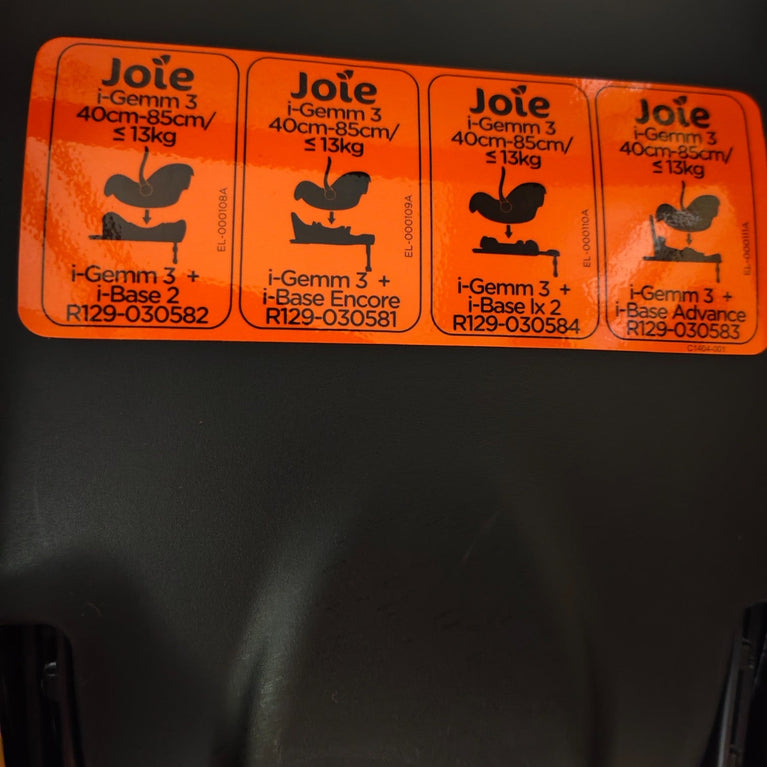 Joie
i-Gemm 3
40cm-85cm/
≤ 13kg
EL-000108A
i-Gemm 3 +
i-Base 2
R129-030582
Joie
i-Gemm 3
40cm-85cm/
≤ 13kg
EL-000109A
i-Gemm 3 +
i-Base Encore
R129-030581
Joie
i-Gemm 3
40cm-85cm/
≤ 13kg
EL-000110A
i-Gemm 3 +
i-Base lx 2
R129-030584
Joie
i-Gemm 3
40cm-85cm/
≤ 13kg
EL-000111A
i-Gemm 3 +
i-Base Advance
R129-030583
C1404-001